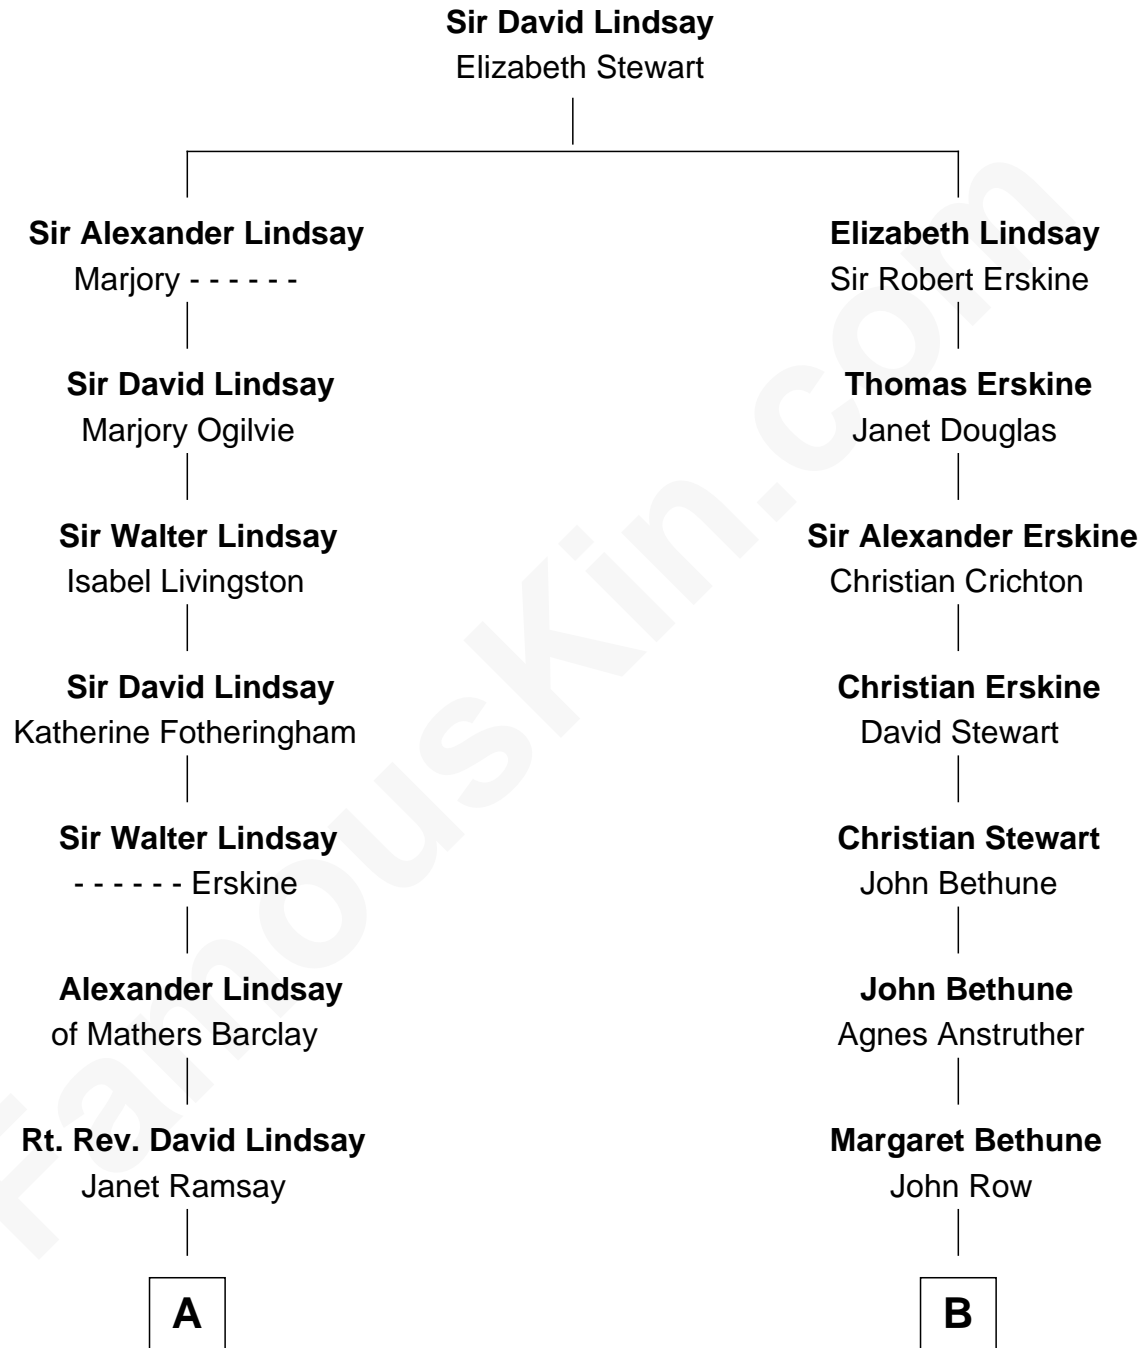 Sir David Lindsay
Elizabeth Stewart
Sir Alexander Lindsay
Marjory - - - - - -
Sir David Lindsay
Marjory Ogilvie
Sir Walter Lindsay
Isabel Livingston
Sir David Lindsay
Katherine Fotheringham
Sir Walter Lindsay
- - - - - - Erskine
Alexander Lindsay
of Mathers Barclay
Rt. Rev. David Lindsay
Janet Ramsay
A
Elizabeth Lindsay
Sir Robert Erskine
Thomas Erskine
Janet Douglas
Sir Alexander Erskine
Christian Crichton
Christian Erskine
David Stewart
Christian Stewart
John Bethune
John Bethune
Agnes Anstruther
Margaret Bethune
John Row
B
FamousKin.com